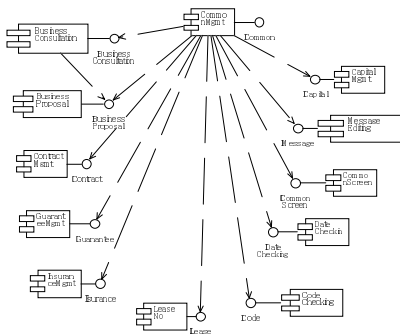 Commo
nMgmt
Common
Business
Consultation
Business
Consultation
Capital
Mgmt
Capital
Business
Proposal
Business
Proposal
Message
Editing
Message
Contract
Mgmt
Contract
Commo
nScreen
Common
Screen
Guarant
eeMgmt
Guarantee
Date
Checkin
Date
Checking
Insuran
ceMgmt
Insurance
Lease
No
Lease
Code
Checking
Code